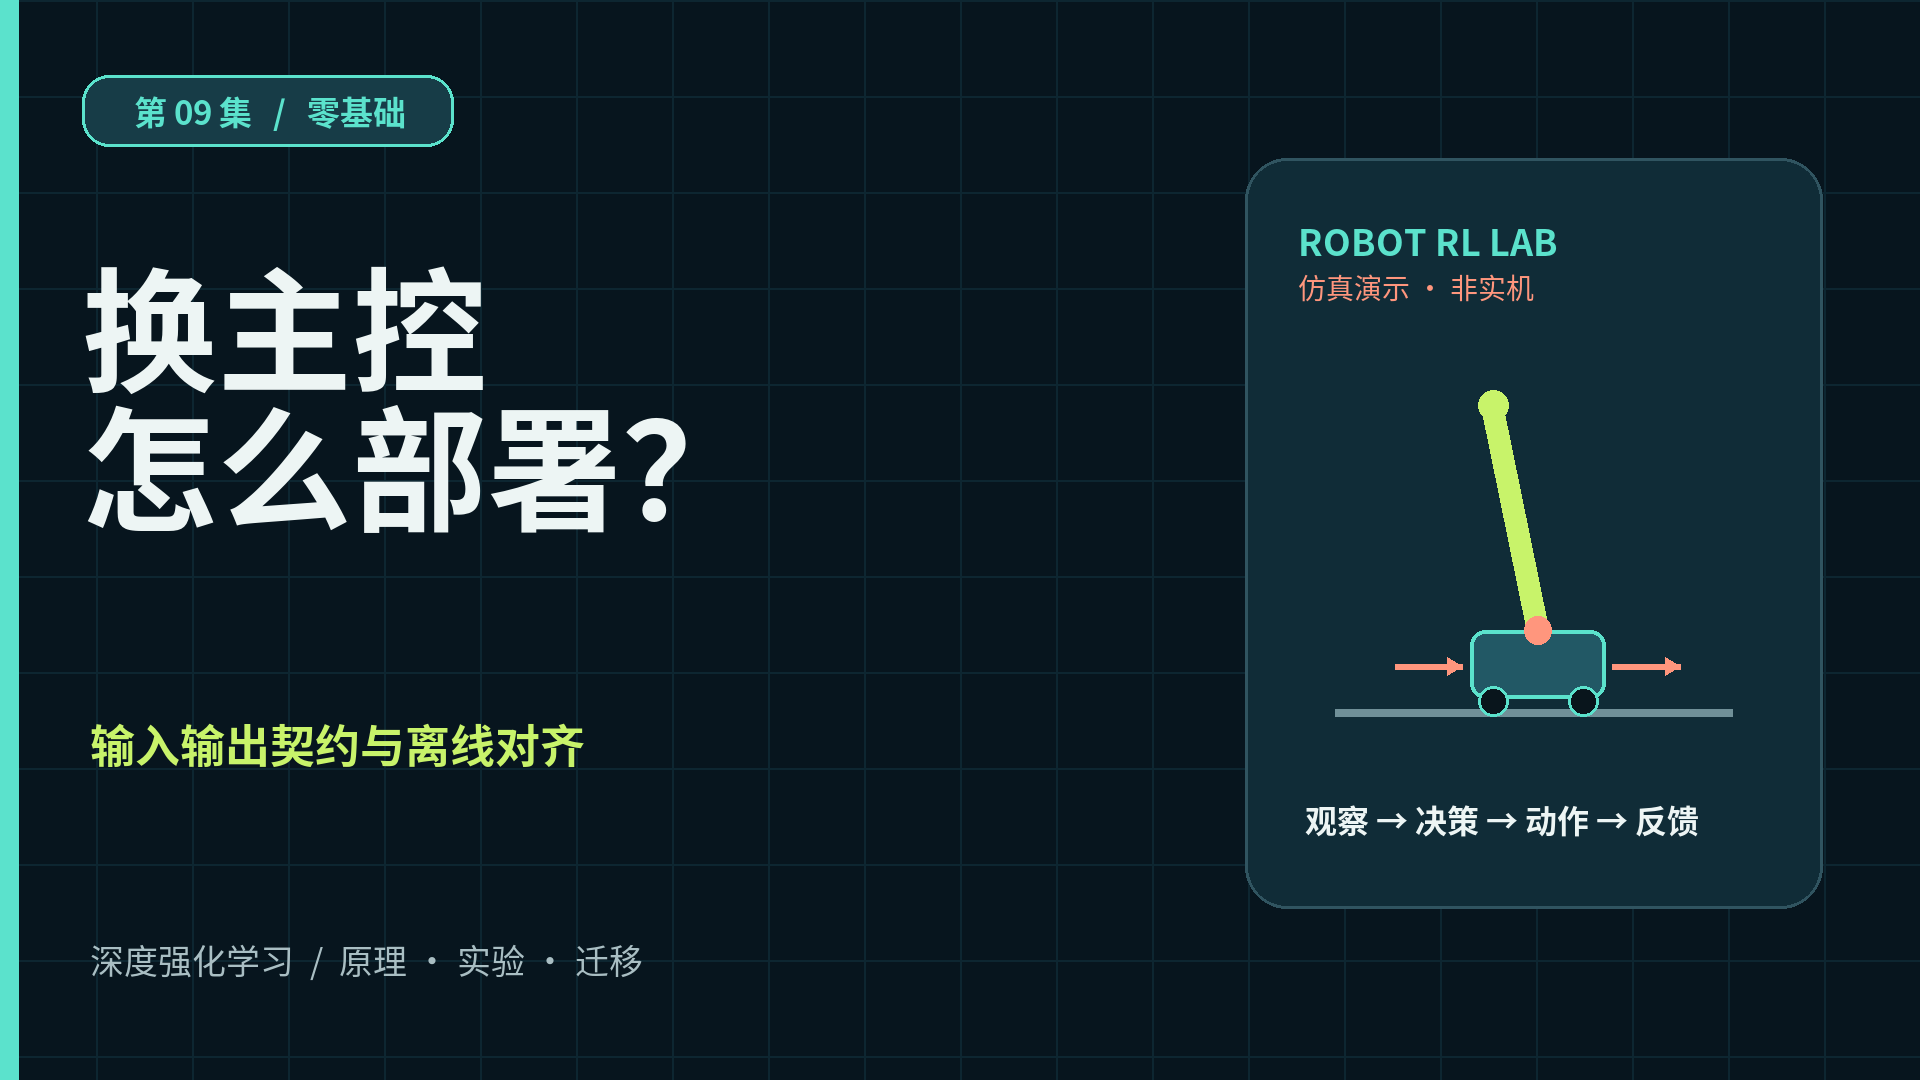 第 09 集 / 零基础
换主控
怎么部署？
输入输出契约与离线对齐
深度强化学习 / 原理 · 实验 · 迁移
ROBOT RL LAB
仿真演示 · 非实机
观察 → 决策 → 动作 → 反馈